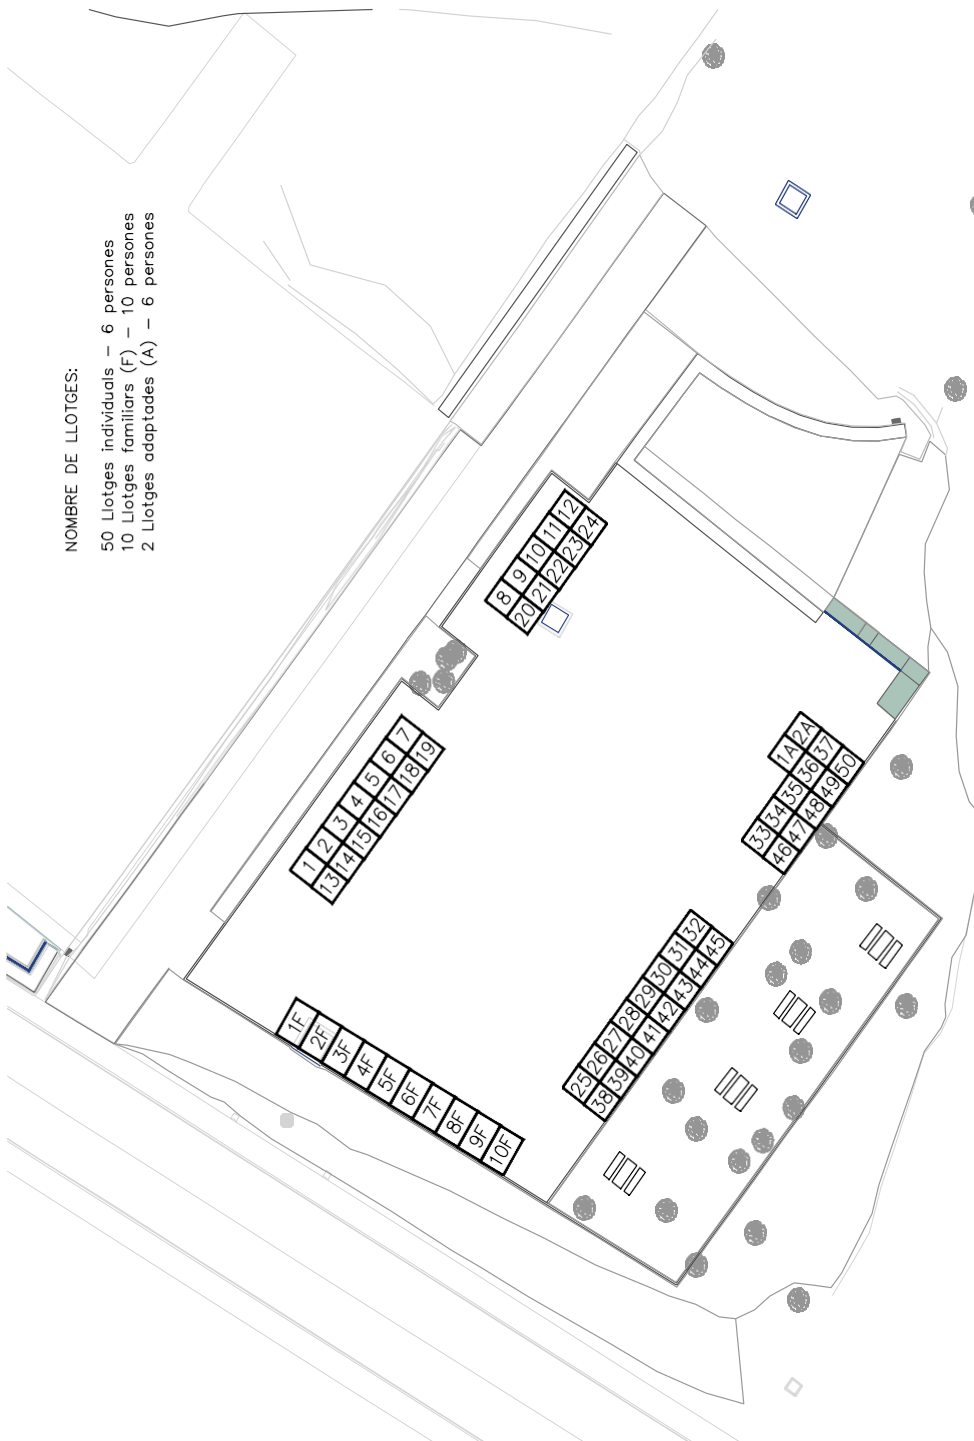 NOMBRE DE LLOTGES:
50 Llotges individuals – 6 persones
10 Llotges familiars (F) – 10 persones
2 Llotges adaptades (A) – 6 persones
8 9 10 11 12
20 21 22 23 24
1 2 3 4 5 6 7
13 14 15 16 17 18 19
1A 2A
33 34 35 36 37
46 47 48 49 50
25 26 27 28 29 30 31 32
38 39 40 41 42 43 44 45
1F
2F
3F
4F
5F
6F
7F
8F
9F
10F